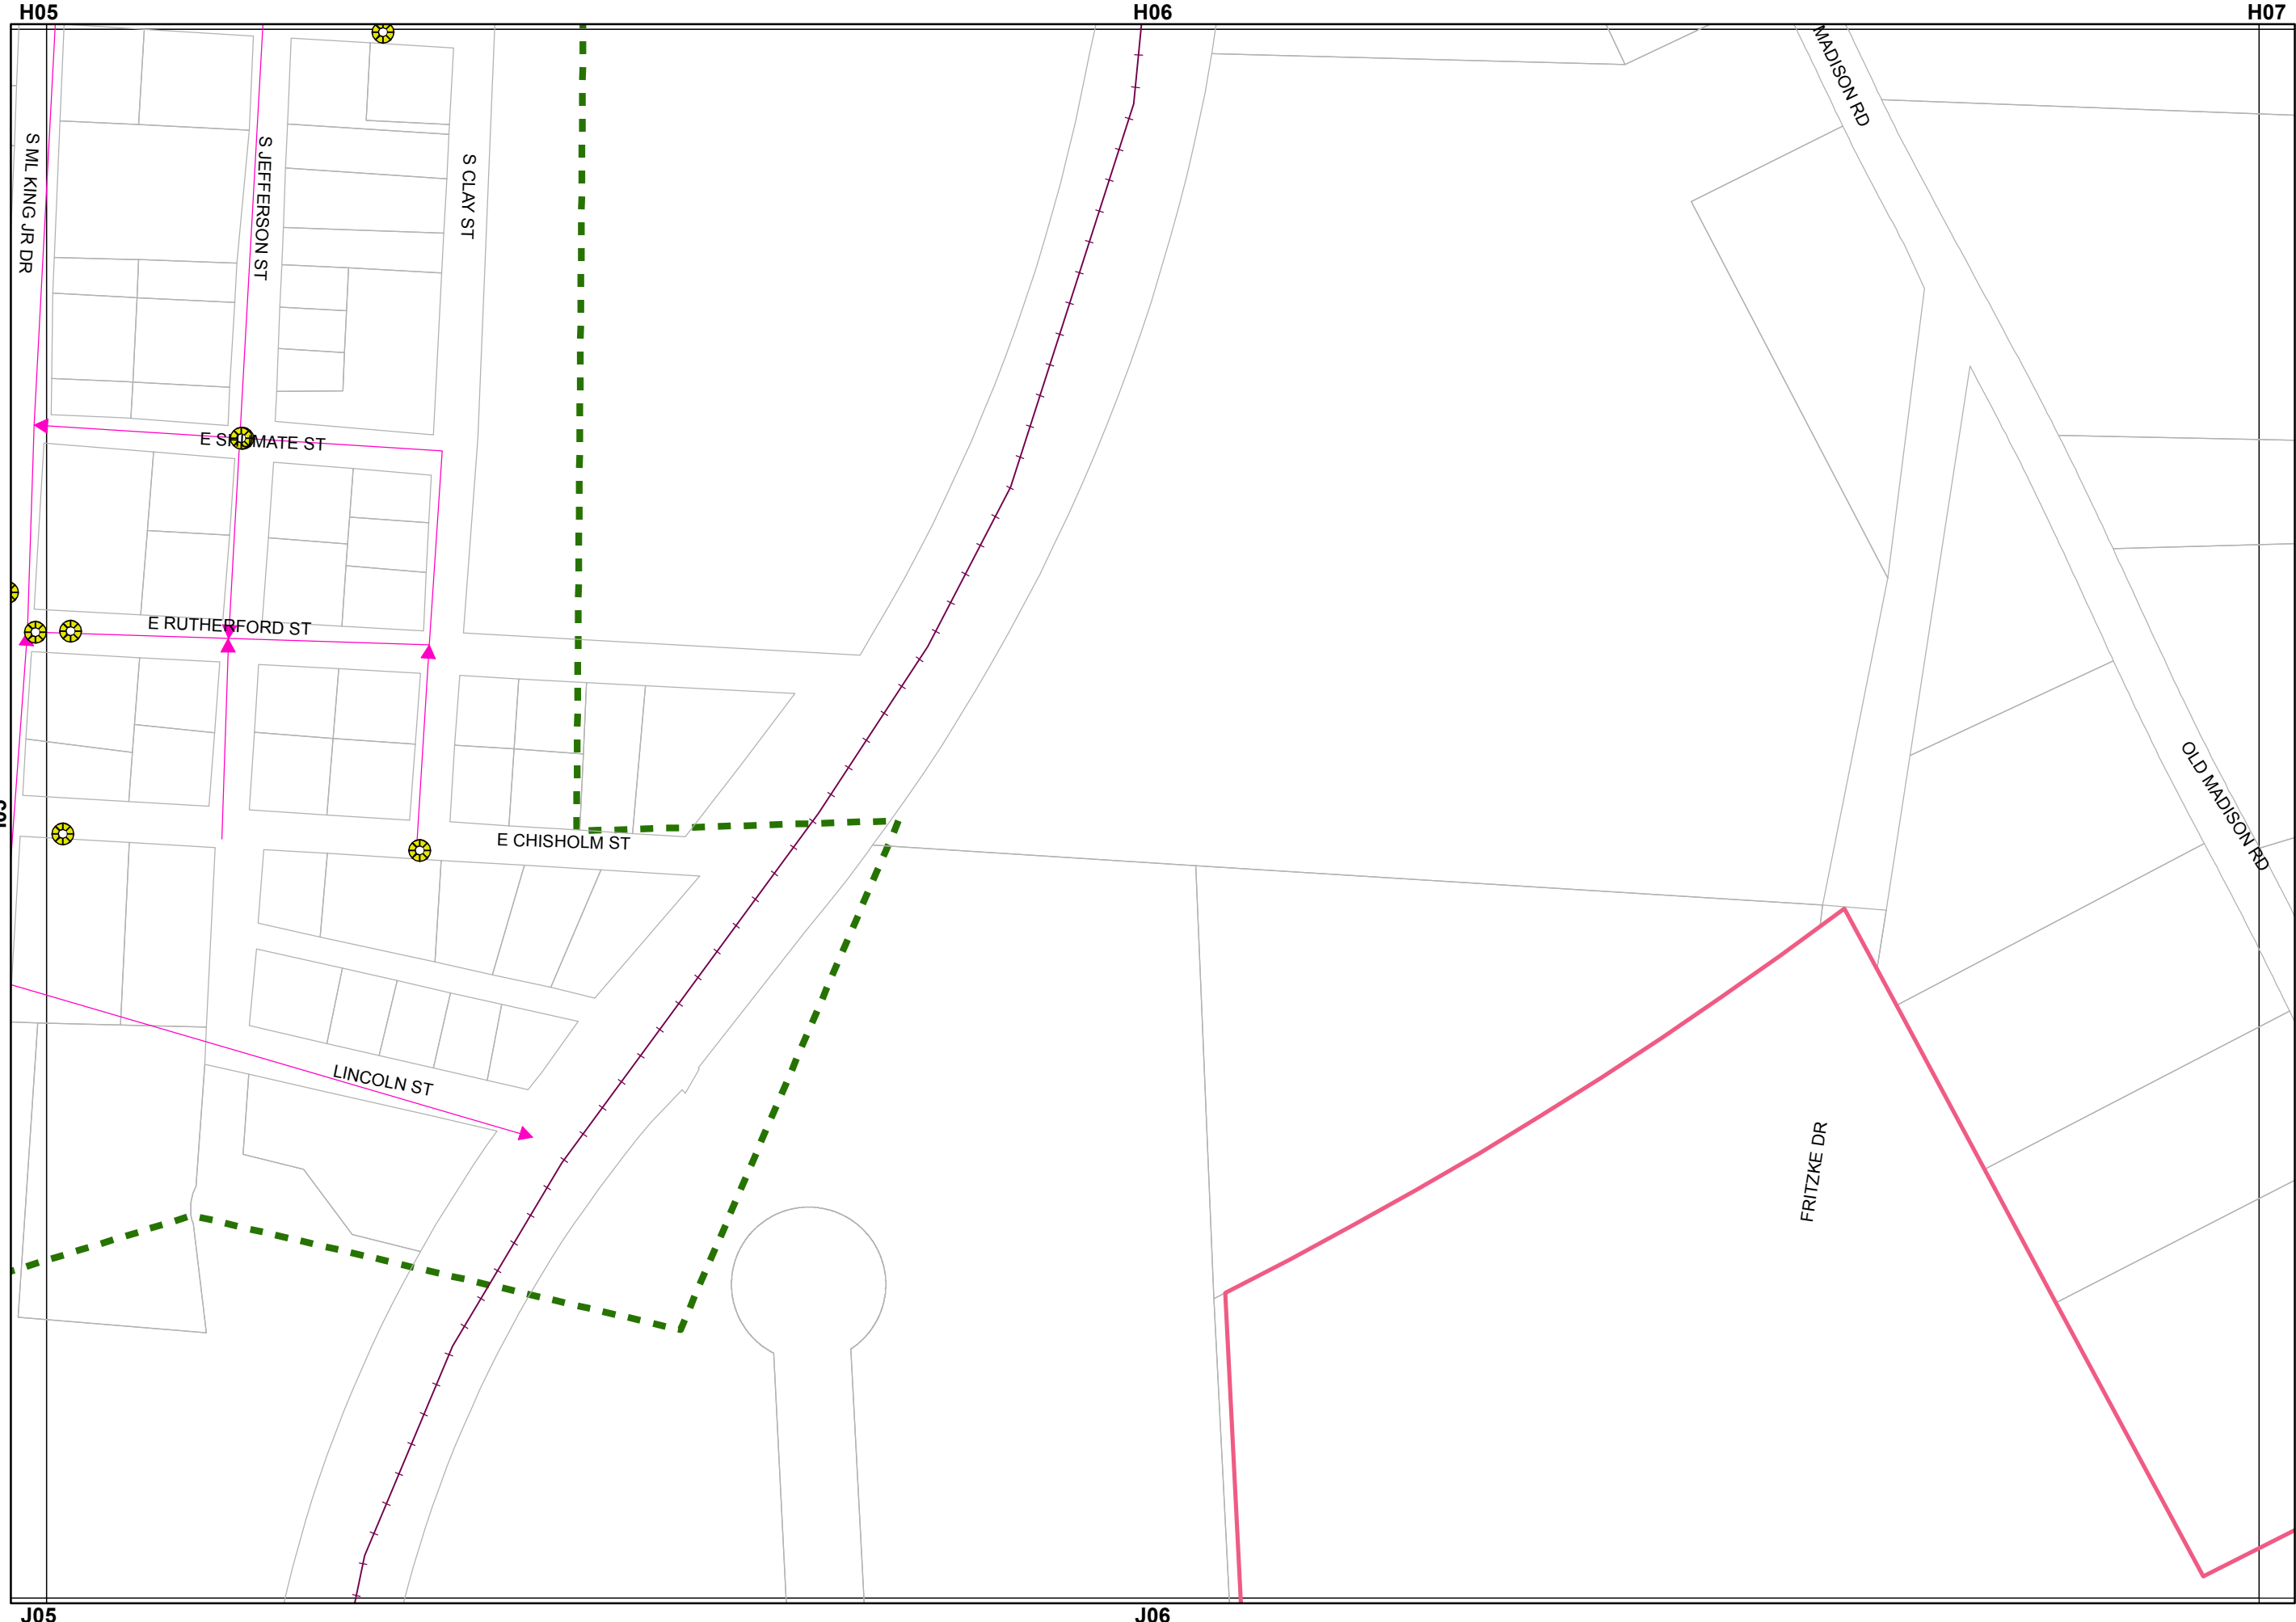 H05
H06
H07
MADISON RD
S ML KING JR DR
S JEFFERSON ST
S CLAY ST
E RUTHERFORD ST
OLD MADISON RD
E CHISHOLM ST
LINCOLN ST
FRITZKE DR
J05
J06